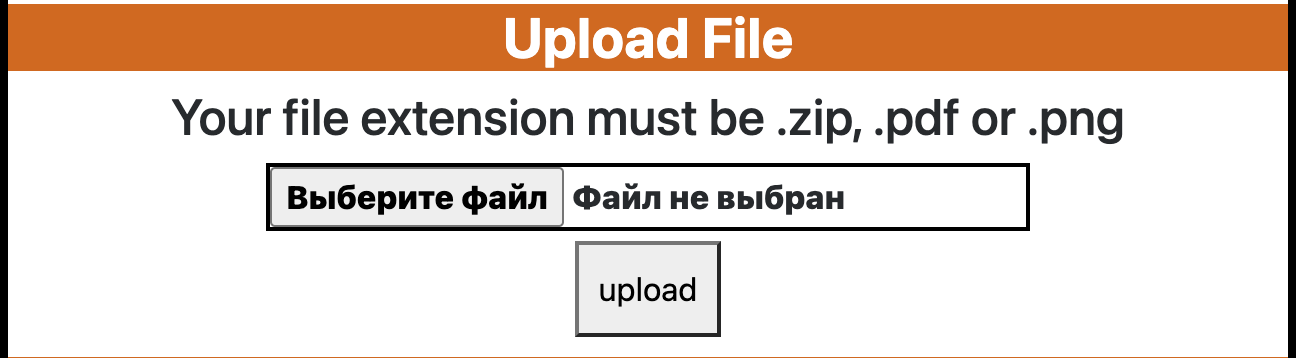 Upload File
Your file extension must be .zip, .pdf or .png
Выберите файл Файл не выбран
upload